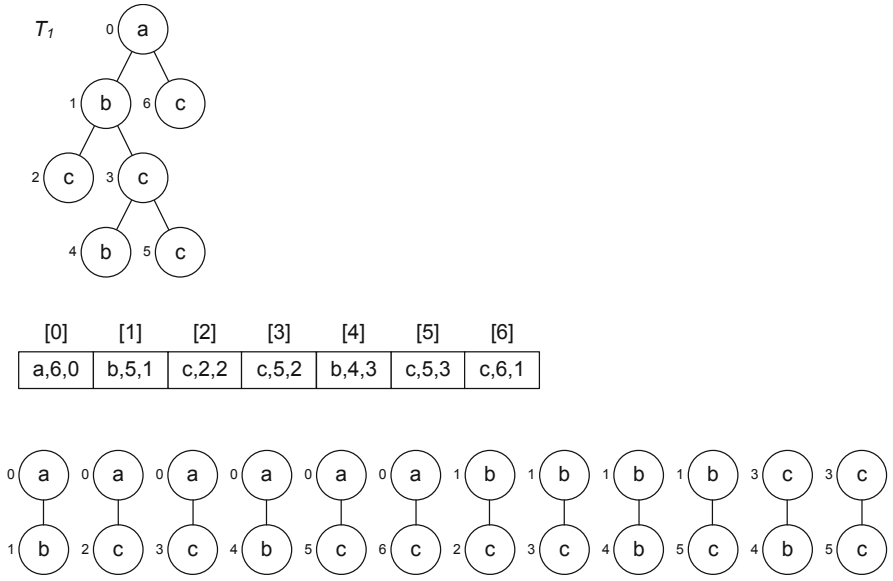 T1 0 a
1 b 6 c
2 c 3 c
4 b 5 c
[0] [1] [2] [3] [4] [5] [6]
a,6,0 b,5,1 c,2,2 c,5,2 b,4,3 c,5,3 c,6,1
0 a 0 a 0 a 0 a 0 a 0 a 1 b 1 b 1 b 1 b 3 c 3 c
1 b 2 c 3 c 4 b 5 c 6 c 2 c 3 c 4 b 5 c 4 b 5 c